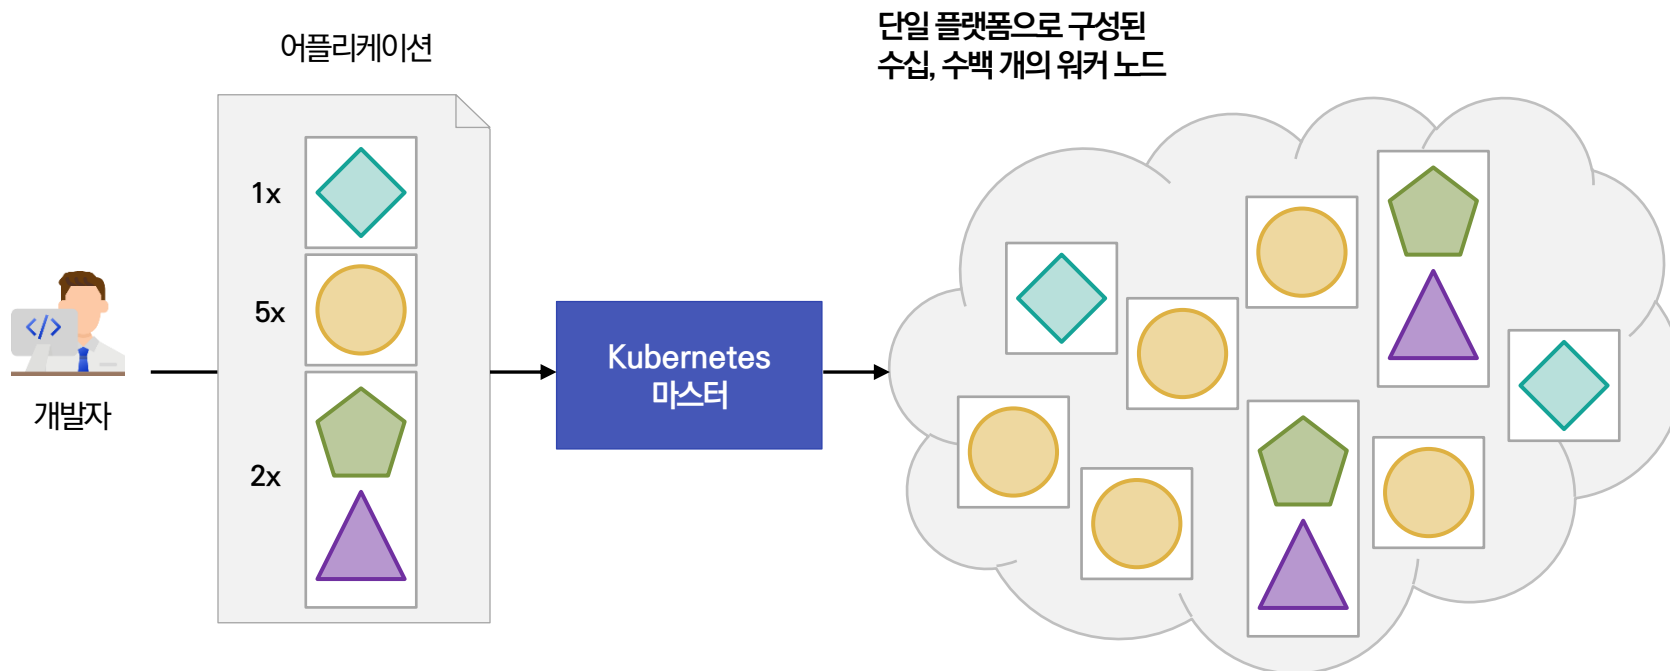 어플리케이션
단일 플랫폼으로 구성된
수십, 수백 개의 워커 노드
1x
5x
2x
</>
개발자
Kubernetes
마스터